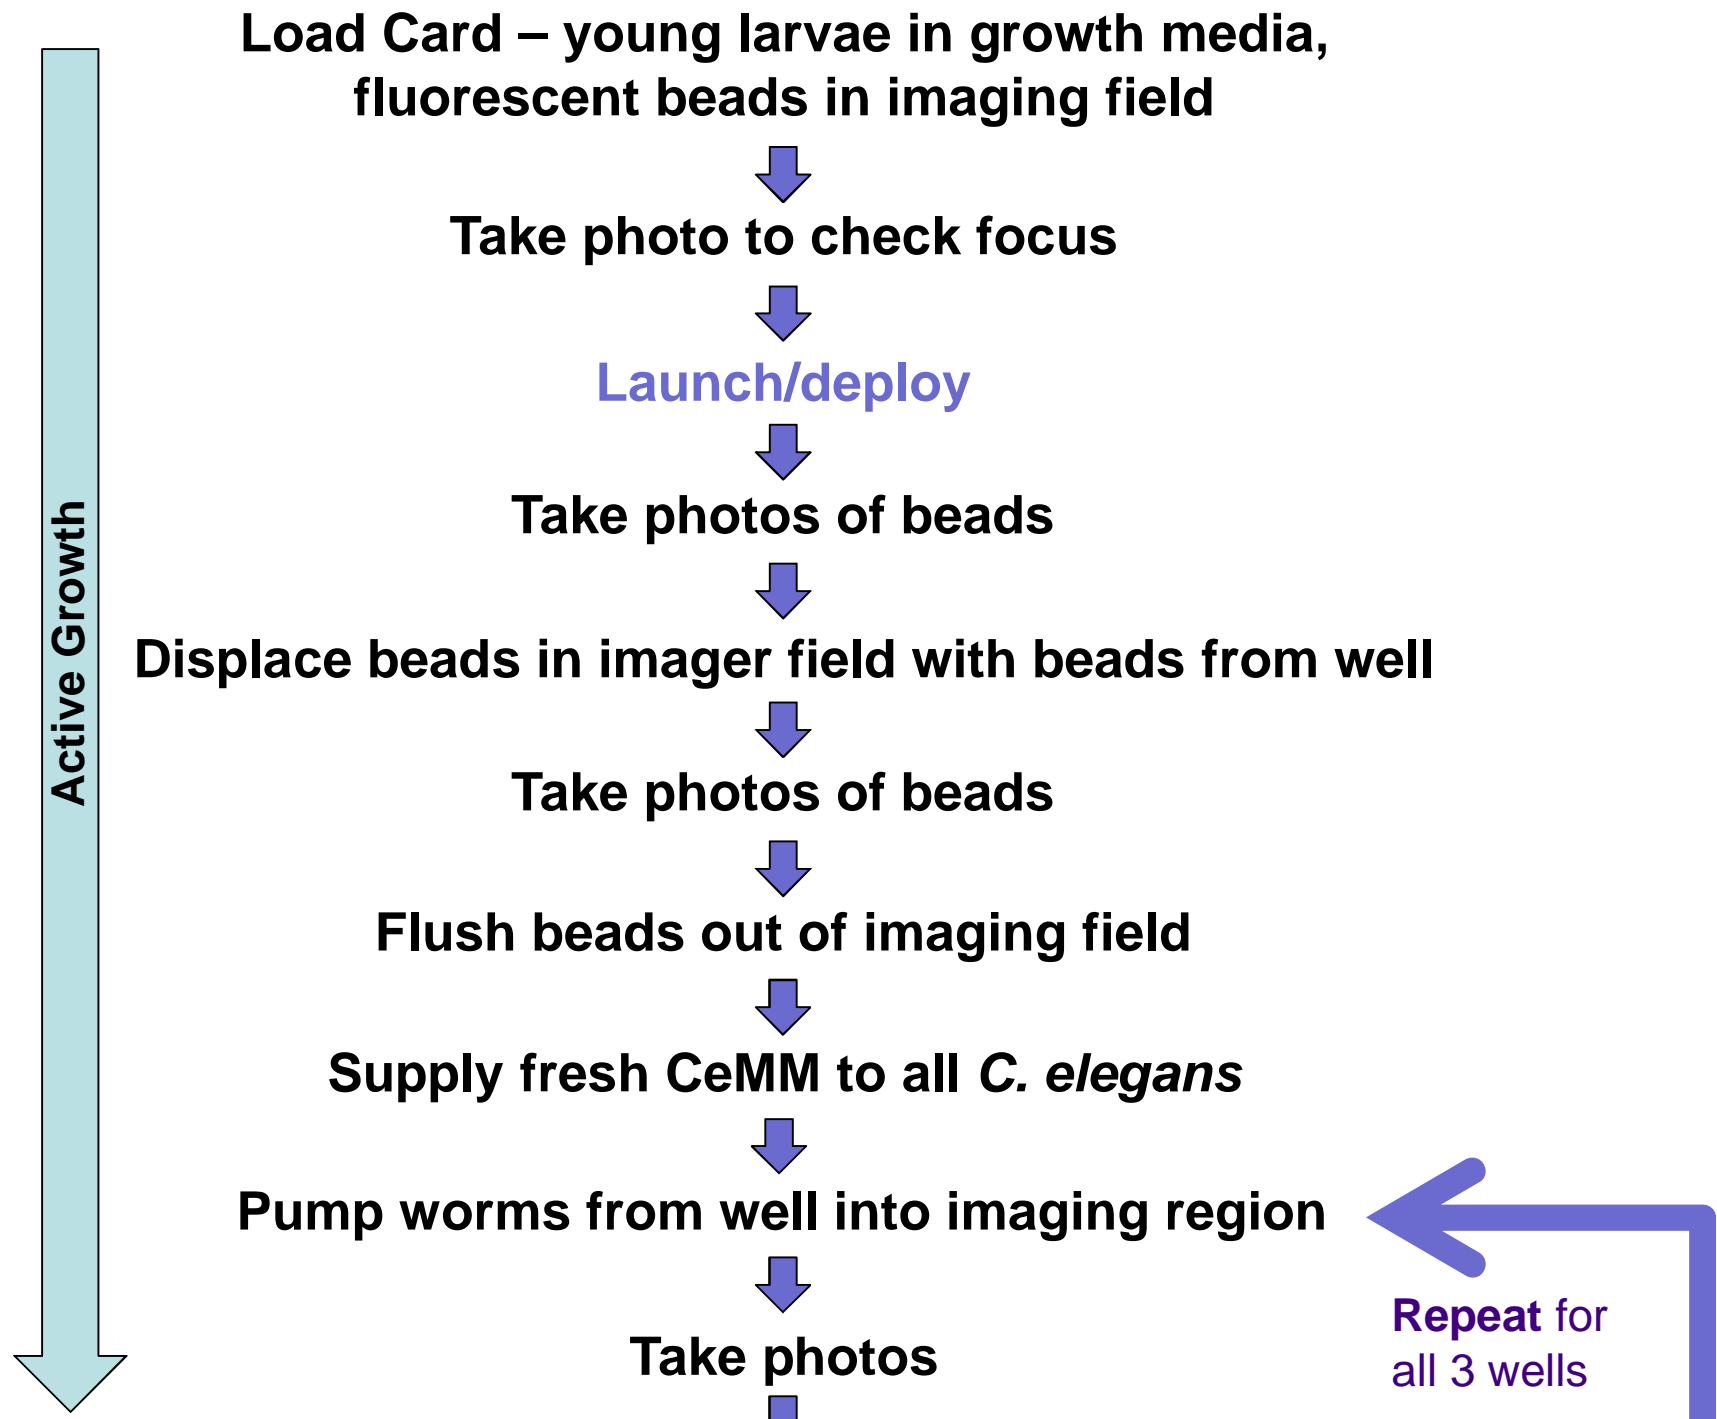 Load Card – young larvae in growth media,
fluorescent beads in imaging field
Take photo to check focus
Launch/deploy
Take photos of beads
Displace beads in imager field with beads from well
Take photos of beads
Flush beads out of imaging field
Supply fresh CeMM to all C. elegans
Pump worms from well into imaging region
Take photos
Repeat for
all 3 wells
Active Growth